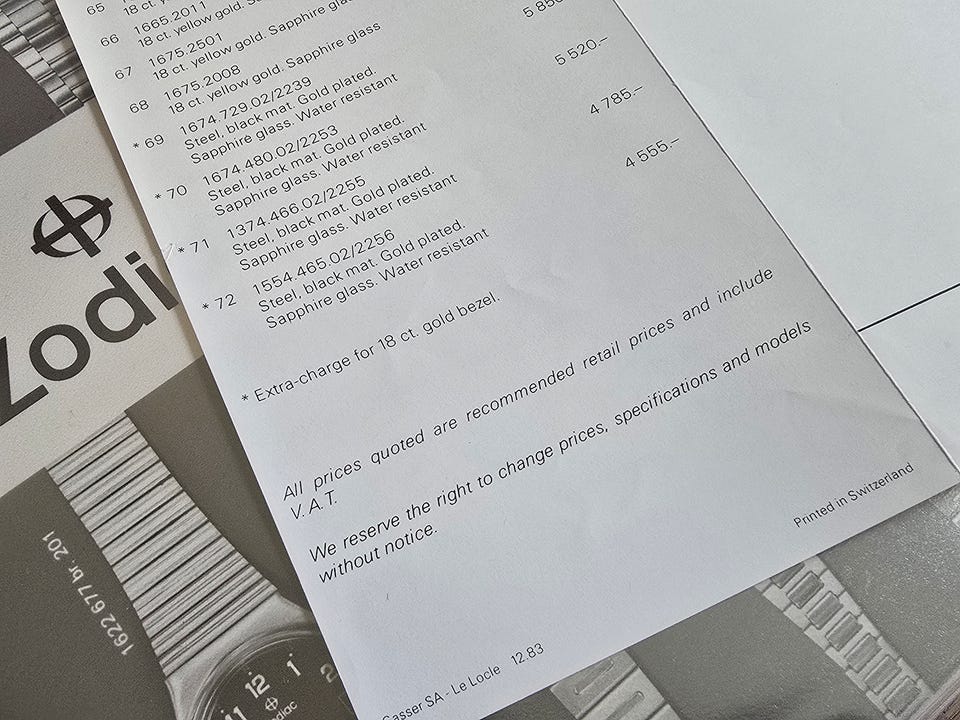 65
18 ct.
66 1665.2011
18 ct. yellow gold. Sapphire
67 1675.2501
18 ct. yellow gold. Sapphire
68 1675.2008
18 ct. yellow gold. Sapphire glass
* 69 1674.729.02/2239
Steel, black mat. Gold plated.
Sapphire glass. Water resistant 5 520.–
* 70 1674.480.02/2253
Steel, black mat. Gold plated.
Sapphire glass. Water resistant 4 785.–
* 71 1374.466.02/2255
Steel, black mat. Gold plated.
Sapphire glass. Water resistant 4 555.–
* 72 1554.465.02/2256
Steel, black mat. Gold plated.
Sapphire glass. Water resistant
* Extra-charge for 18 ct. gold bezel.
All prices quoted are recommended retail prices and include
V.A.T.
We reserve the right to change prices, specifications and models
without notice.
Printed in Switzerland
Gasser SA - Le Locle 12.83
Zodi
1622 677 br. 201
12
1
11
2